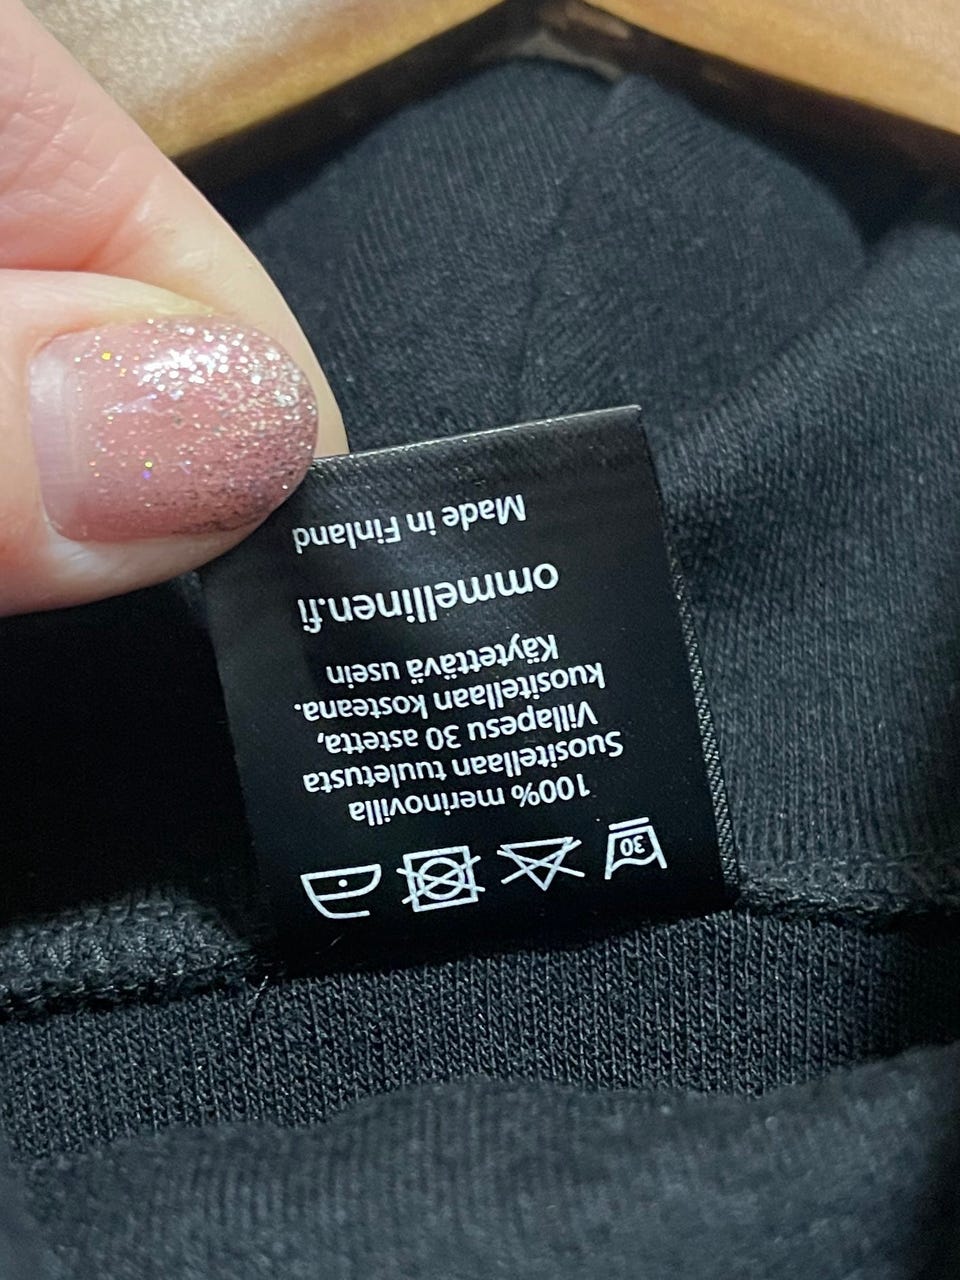 30
100% merinovilla
Suositellaan tuuletusta
Villapesu 30 astetta,
kuositellaan kosteana.
Käytettävä usein
ommellinen.fi
Made in Finland